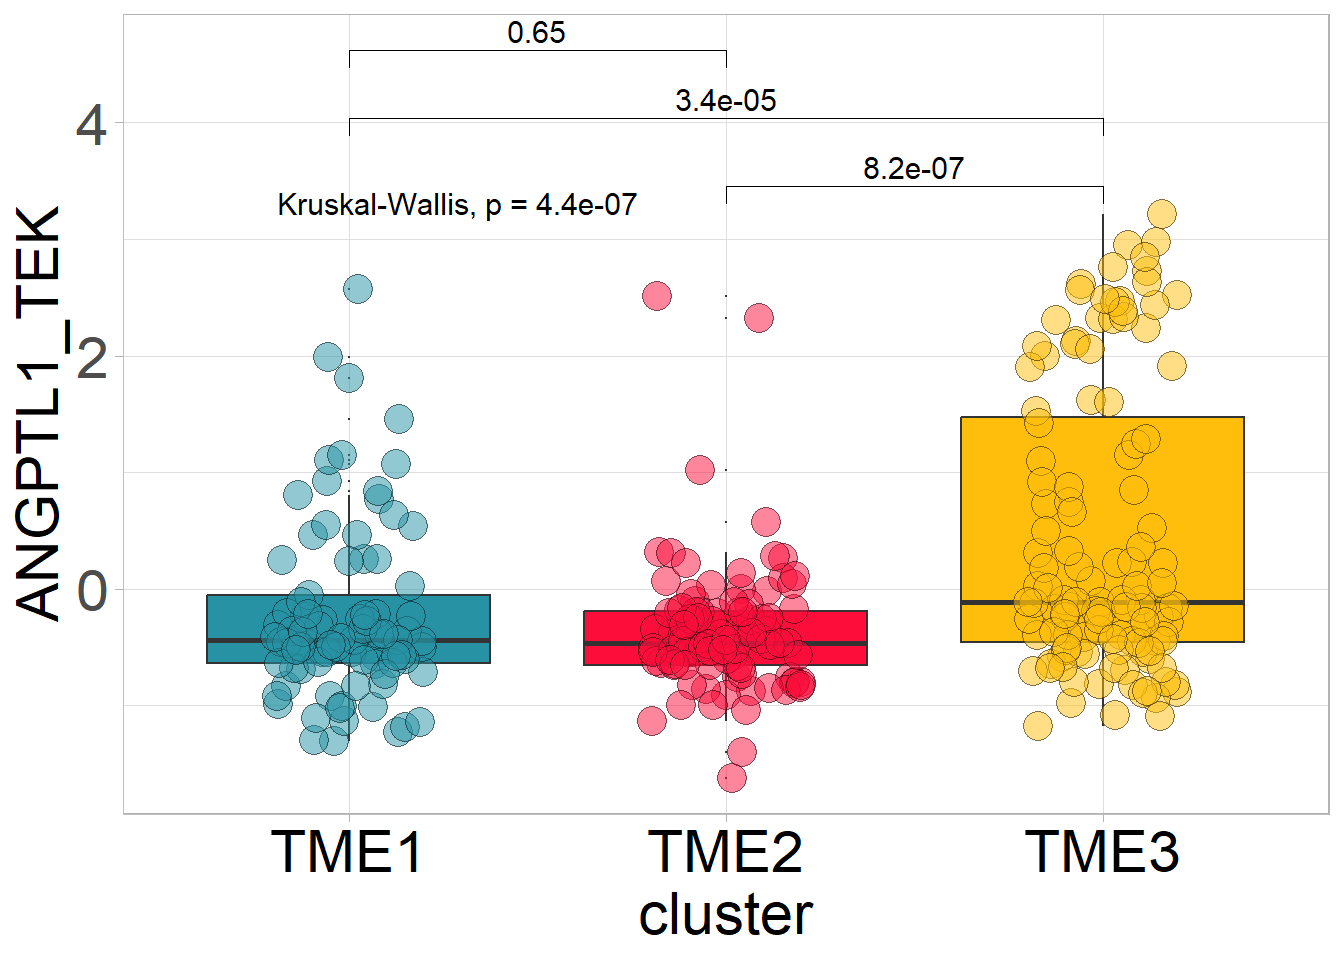 0.65
3.4e-05
8.2e-07
Kruskal-Wallis, p = 4.4e-07
4
2
0
ANGPTL1_TEK
TME1
TME2
TME3
cluster